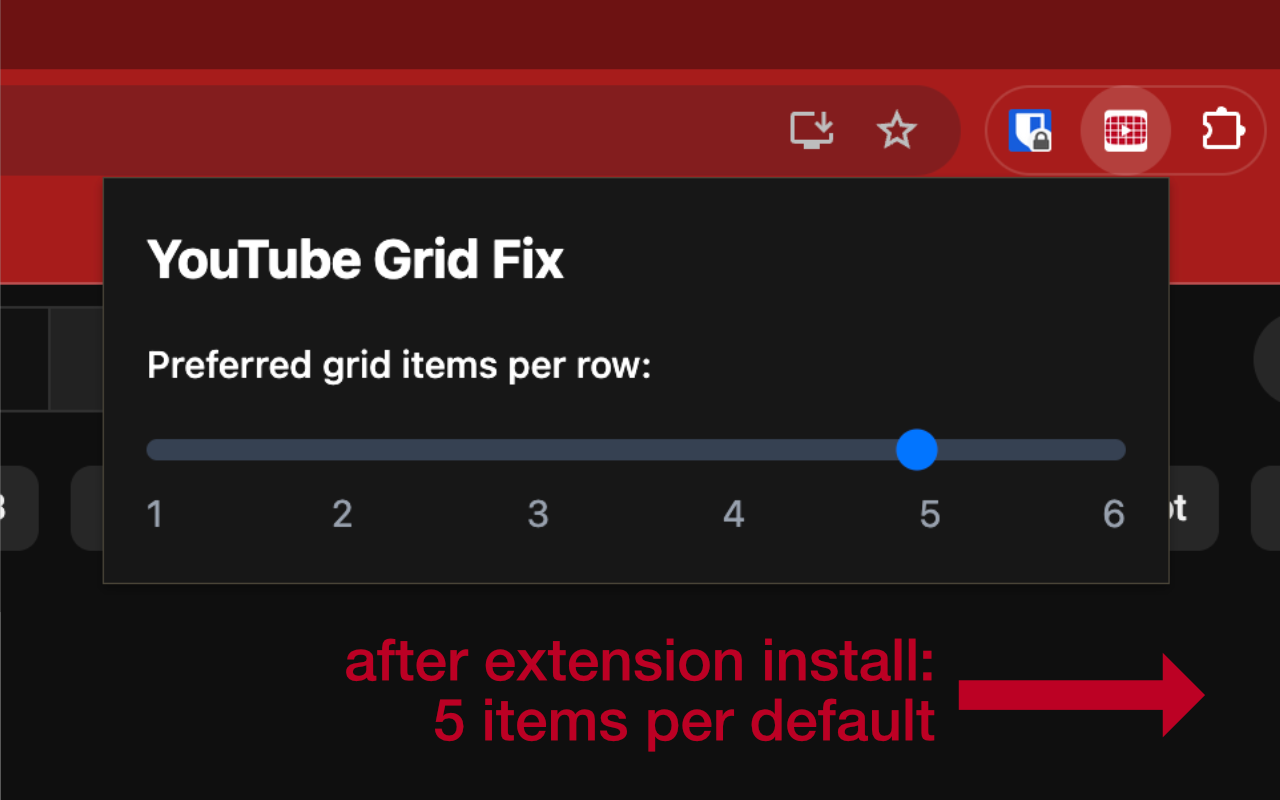 YouTube Grid Fix
Preferred grid items per row:
1 2 3 4 5 6
after extension install:
5 items per default